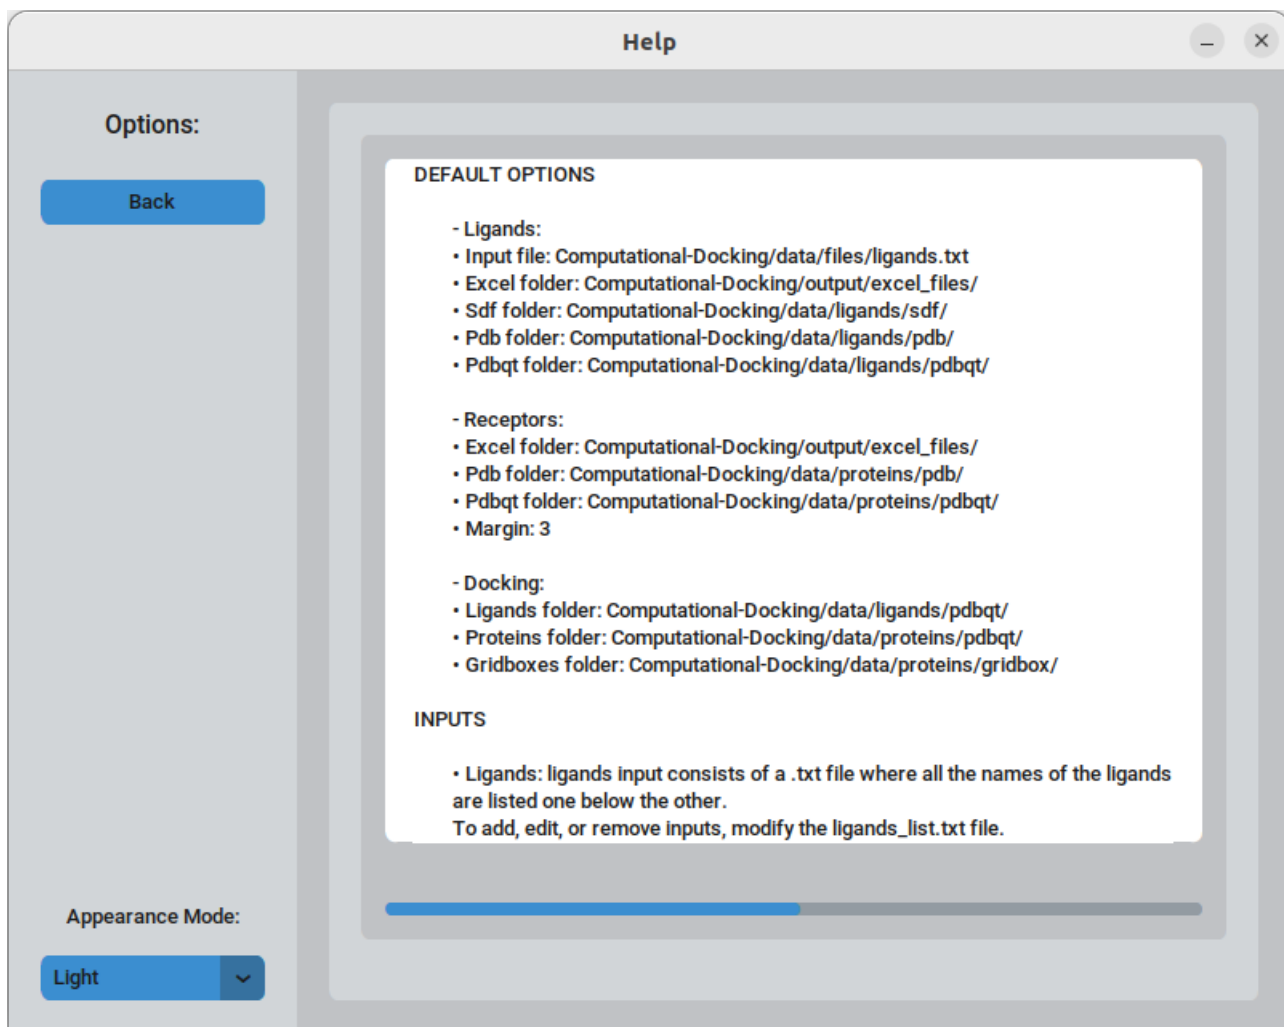 Help
Options:
Back
DEFAULT OPTIONS
- Ligands:
• Input file: Computational-Docking/data/files/ligands.txt
• Excel folder: Computational-Docking/output/excel_files/
• Sdf folder: Computational-Docking/data/ligands/sdf/
• Pdb folder: Computational-Docking/data/ligands/pdb/
• Pdbqt folder: Computational-Docking/data/ligands/pdbqt/
- Receptors:
• Excel folder: Computational-Docking/output/excel_files/
• Pdb folder: Computational-Docking/data/proteins/pdb/
• Pdbqt folder: Computational-Docking/data/proteins/pdbqt/
• Margin: 3
- Docking:
• Ligands folder: Computational-Docking/data/ligands/pdbqt/
• Proteins folder: Computational-Docking/data/proteins/pdbqt/
• Gridboxes folder: Computational-Docking/data/proteins/gridbox/
INPUTS
• Ligands: ligands input consists of a .txt file where all the names of the ligands
are listed one below the other.
To add, edit, or remove inputs, modify the ligands_list.txt file.
Appearance Mode:
Light